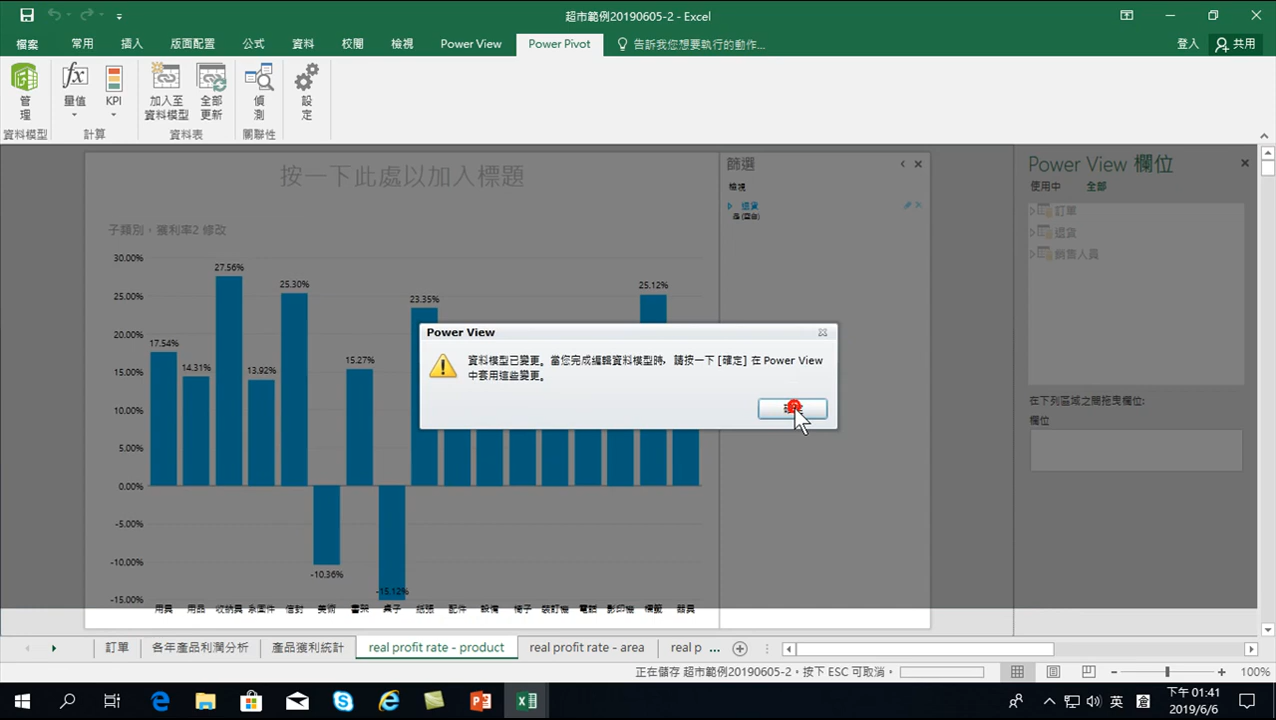 超市範例20190605-2 - Excel
檔案 常用 插入 版面配置 公式 資料 校閱 檢視 Power View Power Pivot 告訴我您想要執行的動作... 登入 共用
管理 量值 KPI 加入至資料模型 全部更新 偵測 設定
資料模型 計算 資料表 關聯性
按一下此處以加入標題
子類別，獲利率2 修改
30.00%
25.00%
20.00%
15.00%
10.00%
5.00%
0.00%
-5.00%
-10.00%
-15.00%
17.54% 14.31% 27.56% 13.92% 25.30% -10.36% 15.27% -15.12% 23.35% 25.12%
用具 用品 收納具 信封 美術 書架 桌子 紙張 配件 設備 椅子 裝訂機 電話 影印機 標籤 器具
篩選
檢視
退貨
是 (空白)
Power View
資料模型已變更。當您完成編輯資料模型時，請按一下 [確定] 在 Power View
中套用這些變更。
Power View 欄位
使用中 全部
訂單
退貨
銷售人員
在下列區域之間拖曳欄位:
欄位
訂單 各年產品利潤分析 產品獲利統計 real profit rate - product real profit rate - area real p ...
正在儲存 超市範例20190605-2，按下 ESC 可取消。 100%
英 下午 01:41
2019/6/6